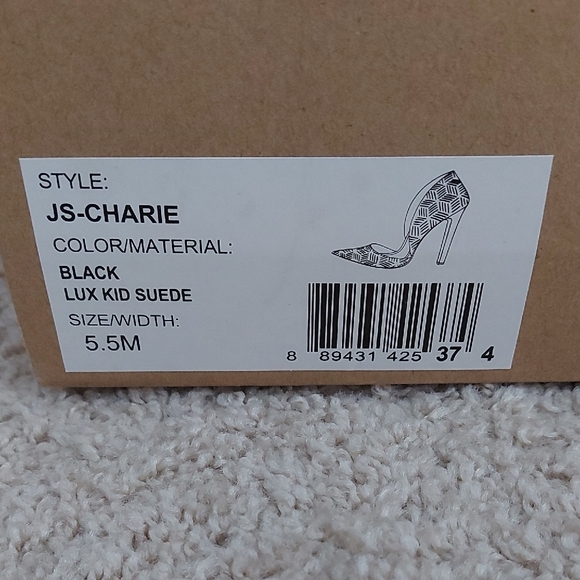 STYLE:
JS-CHARIE
COLOR/MATERIAL:
BLACK
LUX KID SUEDE
SIZE/WIDTH:
5.5M
8 89431 425 37 4